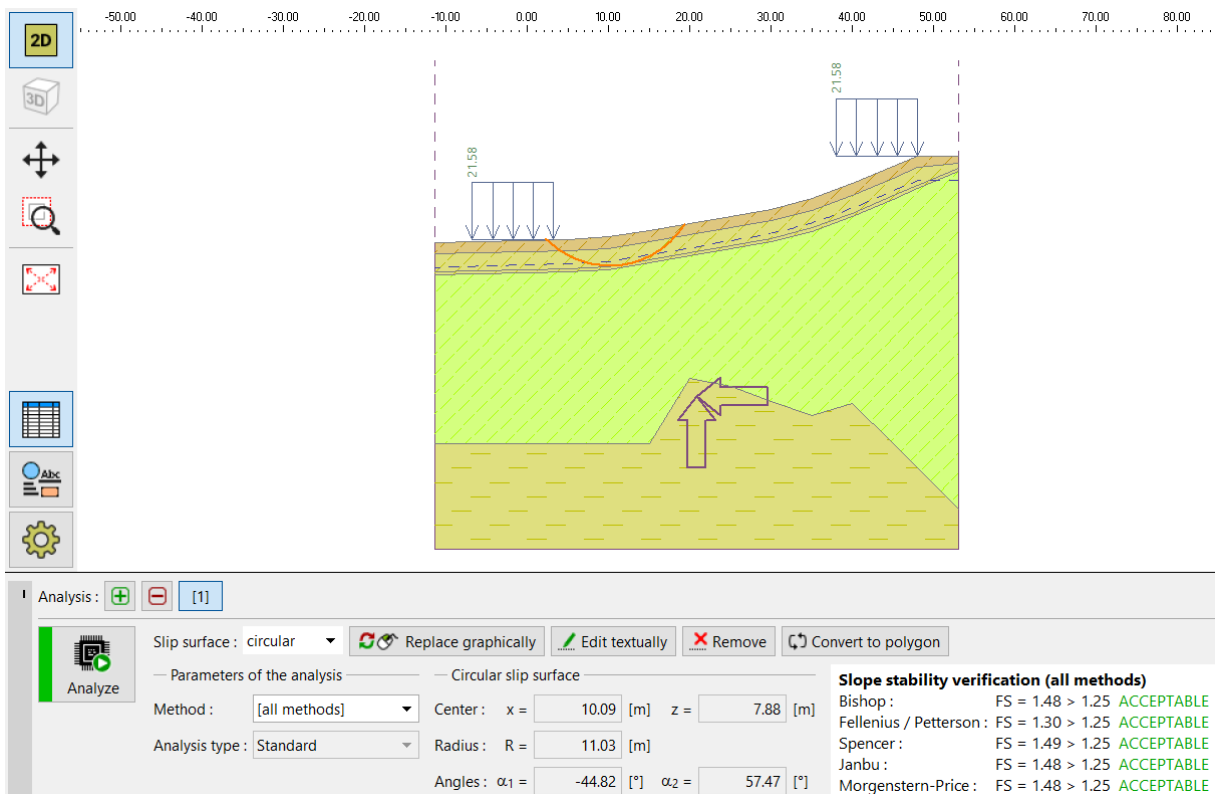 -50.00 -40.00 -30.00 -20.00 -10.00 0.00 10.00 20.00 30.00 40.00 50.00 60.00 70.00 80.00
2D
3D
21.58
21.58
Abc
Analysis : [1]
Analyze
Slip surface : circular Replace graphically Edit textually Remove Convert to polygon
Parameters of the analysis
Method : [all methods]
Analysis type : Standard
Circular slip surface
Center : x = 10.09 [m] z = 7.88 [m]
Radius : R = 11.03 [m]
Angles : α1 = -44.82 [°] α2 = 57.47 [°]
Slope stability verification (all methods)
Bishop : FS = 1.48 > 1.25 ACCEPTABLE
Fellenius / Petterson : FS = 1.30 > 1.25 ACCEPTABLE
Spencer : FS = 1.49 > 1.25 ACCEPTABLE
Janbu : FS = 1.48 > 1.25 ACCEPTABLE
Morgenstern-Price : FS = 1.48 > 1.25 ACCEPTABLE